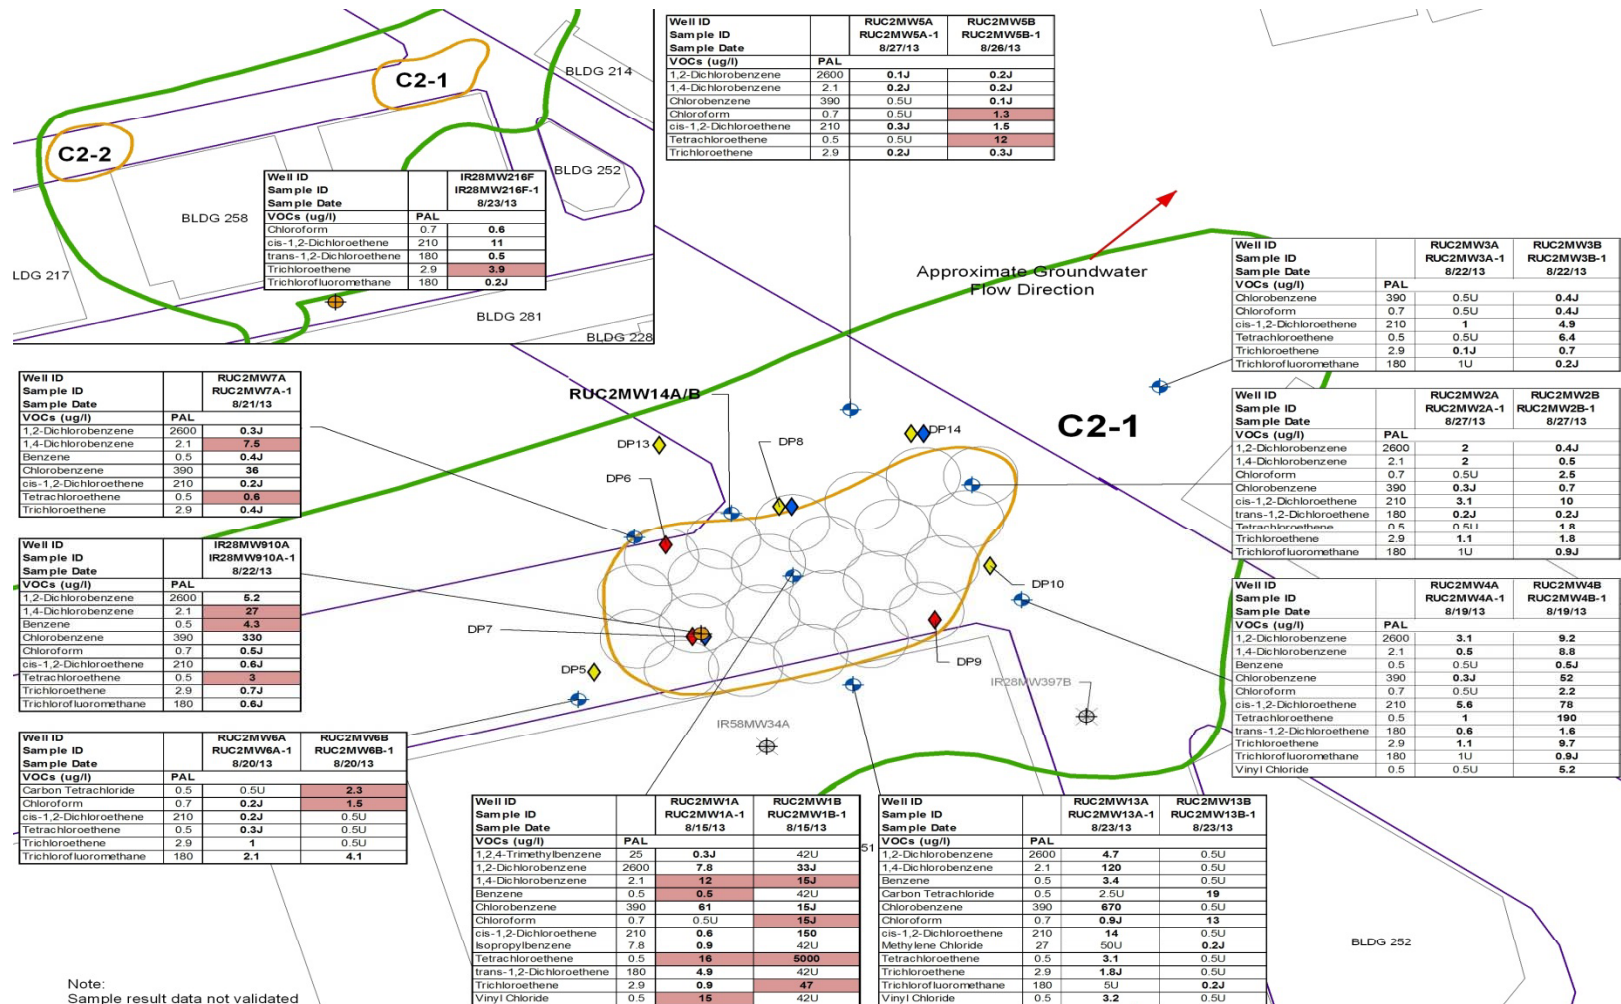 C2-1
BLDG 214
C2-2
BLDG 252
BLDG 258
LDG 217
BLDG 281
BLDG 228
Well ID IR28MW216F
Sample ID IR28MW216F-1
Sample Date 8/23/13
VOCs (ug/l) PAL
Chloroform 0.7 0.6
cis-1,2-Dichloroethene 210 11
trans-1,2-Dichloroethene 180 0.5
Trichloroethene 2.9 3.9
Trichlorofluoromethane 180 0.2J
Well ID RUC2MW5A RUC2MW5B
Sample ID RUC2MW5A-1 RUC2MW5B-1
Sample Date 8/27/13 8/26/13
VOCs (ug/l) PAL
1,2-Dichlorobenzene 2600 0.1J 0.2J
1,4-Dichlorobenzene 2.1 0.2J 0.2J
Chlorobenzene 390 0.5U 0.1J
Chloroform 0.7 0.5U 1.3
cis-1,2-Dichloroethene 210 0.3J 1.5
Tetrachloroethene 0.5 0.5U 12
Trichloroethene 2.9 0.2J 0.3J
Approximate Groundwater
Flow Direction
Well ID RUC2MW3A RUC2MW3B
Sample ID RUC2MW3A-1 RUC2MW3B-1
Sample Date 8/22/13 8/22/13
VOCs (ug/l) PAL
Chlorobenzene 390 0.5U 0.4J
Chloroform 0.7 0.5U 0.4J
cis-1,2-Dichloroethene 210 1 4.9
Tetrachloroethene 0.5 0.5U 6.4
Trichloroethene 2.9 0.1J 0.7
Trichlorofluoromethane 180 1U 0.2J
Well ID RUC2MW7A
Sample ID RUC2MW7A-1
Sample Date 8/21/13
VOCs (ug/l) PAL
1,2-Dichlorobenzene 2600 0.3J
1,4-Dichlorobenzene 2.1 7.5
Benzene 0.5 0.4J
Chlorobenzene 390 36
cis-1,2-Dichloroethene 210 0.2J
Tetrachloroethene 0.5 0.6
Trichloroethene 2.9 0.4J
RUC2MW14A/B
C2-1
DP13
DP8
DP14
DP6
DP10
DP7
DP5
DP9
IR28MW397B
IR58MW34A
Well ID RUC2MW2A RUC2MW2B
Sample ID RUC2MW2A-1 RUC2MW2B-1
Sample Date 8/27/13 8/27/13
VOCs (ug/l) PAL
1,2-Dichlorobenzene 2600 2 0.4J
1,4-Dichlorobenzene 2.1 2 0.5
Chloroform 0.7 0.5U 2.5
Chlorobenzene 390 0.3J 0.7
cis-1,2-Dichloroethene 210 3.1 10
trans-1,2-Dichloroethene 180 0.2J 0.2J
Tetrachloroethene 0.5 0.5U 1.8
Trichloroethene 2.9 1.1 1.8
Trichlorofluoromethane 180 1U 0.9J
Well ID IR28MW910A
Sample ID IR28MW910A-1
Sample Date 8/22/13
VOCs (ug/l) PAL
1,2-Dichlorobenzene 2600 5.2
1,4-Dichlorobenzene 2.1 27
Benzene 0.5 4.3
Chlorobenzene 390 330
Chloroform 0.7 0.5J
cis-1,2-Dichloroethene 210 0.6J
Tetrachloroethene 0.5 3
Trichloroethene 2.9 0.7J
Trichlorofluoromethane 180 0.6J
Well ID RUC2MW4A RUC2MW4B
Sample ID RUC2MW4A-1 RUC2MW4B-1
Sample Date 8/19/13 8/19/13
VOCs (ug/l) PAL
1,2-Dichlorobenzene 2600 3.1 9.2
1,4-Dichlorobenzene 2.1 0.5 8.8
Benzene 0.5 0.5U 0.5J
Chlorobenzene 390 0.3J 52
Chloroform 0.7 0.5U 2.2
cis-1,2-Dichloroethene 210 5.6 78
Tetrachloroethene 0.5 1 190
trans-1,2-Dichloroethene 180 0.6 1.6
Trichloroethene 2.9 1.1 9.7
Trichlorofluoromethane 180 1U 0.9J
Vinyl Chloride 0.5 0.5U 5.2
Well ID RUC2MW6A RUC2MW6B
Sample ID RUC2MW6A-1 RUC2MW6B-1
Sample Date 8/20/13 8/20/13
VOCs (ug/l) PAL
Carbon Tetrachloride 0.5 0.5U 2.3
Chloroform 0.7 0.2J 1.5
cis-1,2-Dichloroethene 210 0.2J 0.5U
Tetrachloroethene 0.5 0.3J 0.5U
Trichloroethene 2.9 1 0.5U
Trichlorofluoromethane 180 2.1 4.1
Well ID RUC2MW1A RUC2MW1B
Sample ID RUC2MW1A-1 RUC2MW1B-1
Sample Date 8/15/13 8/15/13
VOCs (ug/l) PAL
1,2,4-Trimethylbenzene 25 0.3J 42U
1,2-Dichlorobenzene 2600 7.8 33J
1,4-Dichlorobenzene 2.1 12 15J
Benzene 0.5 0.5 42U
Chlorobenzene 390 61 15J
Chloroform 0.7 0.5U 15J
cis-1,2-Dichloroethene 210 0.6 150
Isopropylbenzene 7.8 0.9 42U
Tetrachloroethene 0.5 16 5000
trans-1,2-Dichloroethene 180 4.9 42U
Trichloroethene 2.9 0.9 47
Vinyl Chloride 0.5 15 42U
51
Well ID RUC2MW13A RUC2MW13B
Sample ID RUC2MW13A-1 RUC2MW13B-1
Sample Date 8/23/13 8/23/13
VOCs (ug/l) PAL
1,2-Dichlorobenzene 2600 4.7 0.5U
1,4-Dichlorobenzene 2.1 120 0.5U
Benzene 0.5 3.4 0.5U
Carbon Tetrachloride 0.5 2.5U 19
Chlorobenzene 390 670 0.5U
Chloroform 0.7 0.9J 13
cis-1,2-Dichloroethene 210 14 0.5U
Methylene Chloride 27 50U 0.2J
Tetrachloroethene 0.5 3.1 0.5U
Trichloroethene 2.9 1.8J 0.5U
Trichlorofluoromethane 180 5U 0.2J
Vinyl Chloride 0.5 3.2 0.5U
BLDG 252
Note:
Sample result data not validated